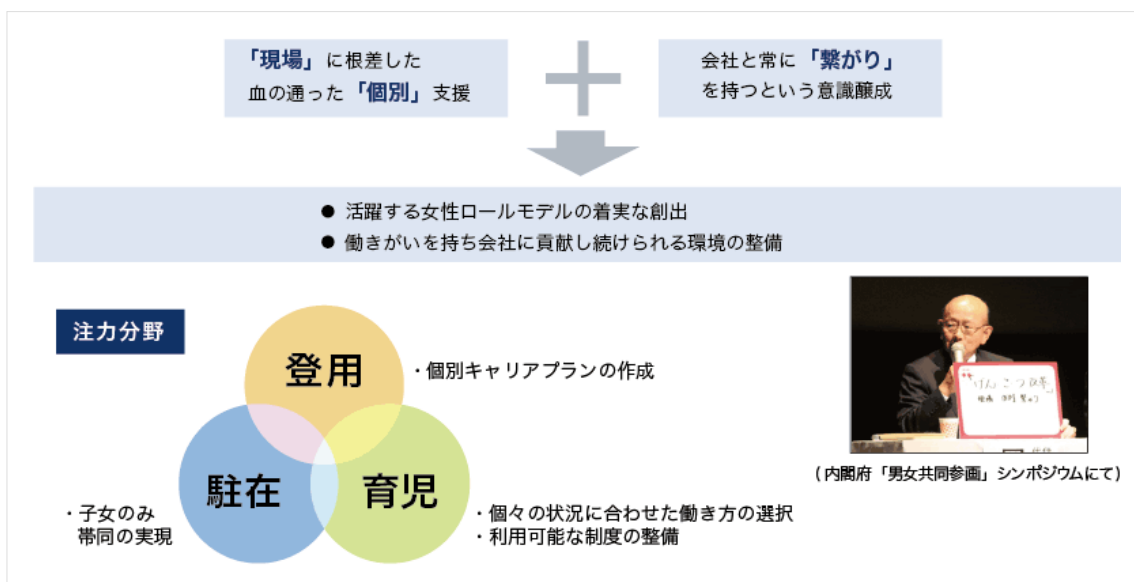 「現場」に根差した
血の通った「個別」支援
会社と常に「繋がり」
を持つという意識醸成
● 活躍する女性ロールモデルの着実な創出
● 働きがいを持ち会社に貢献し続けられる環境の整備
注力分野
登用
・個別キャリアプランの作成
駐在
・子女のみ
帯同の実現
育児
・個々の状況に合わせた働き方の選択
・利用可能な制度の整備
(内閣府「男女共同参画」シンポジウムにて)